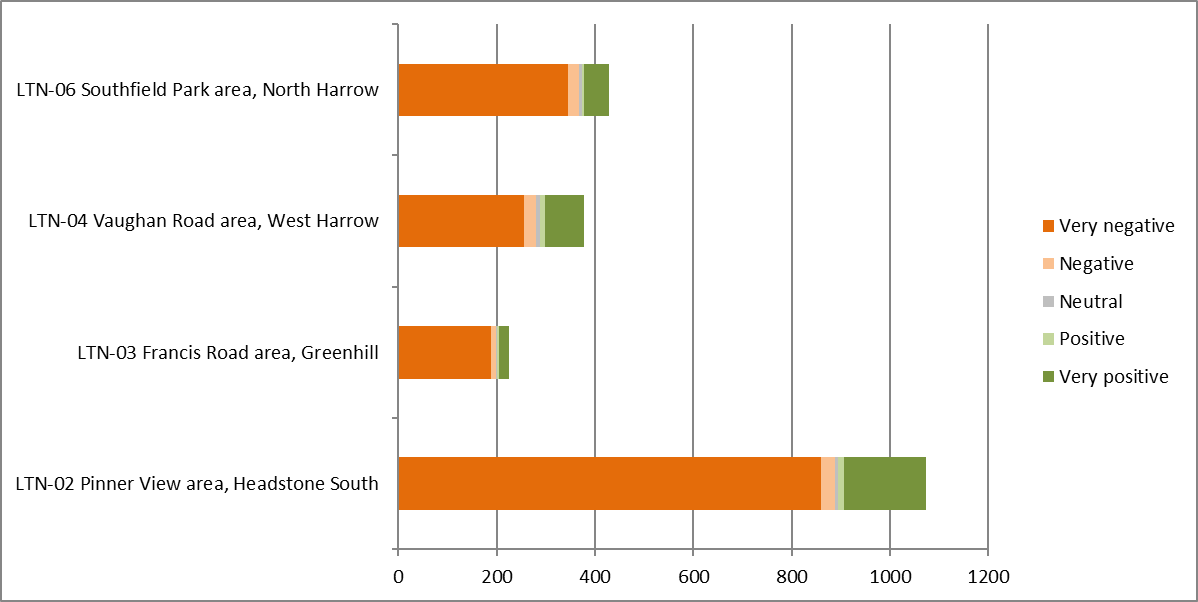 LTN-06 Southfield Park area, North Harrow
LTN-04 Vaughan Road area, West Harrow
LTN-03 Francis Road area, Greenhill
LTN-02 Pinner View area, Headstone South
0 200 400 600 800 1000 1200
Very negative
Negative
Neutral
Positive
Very positive